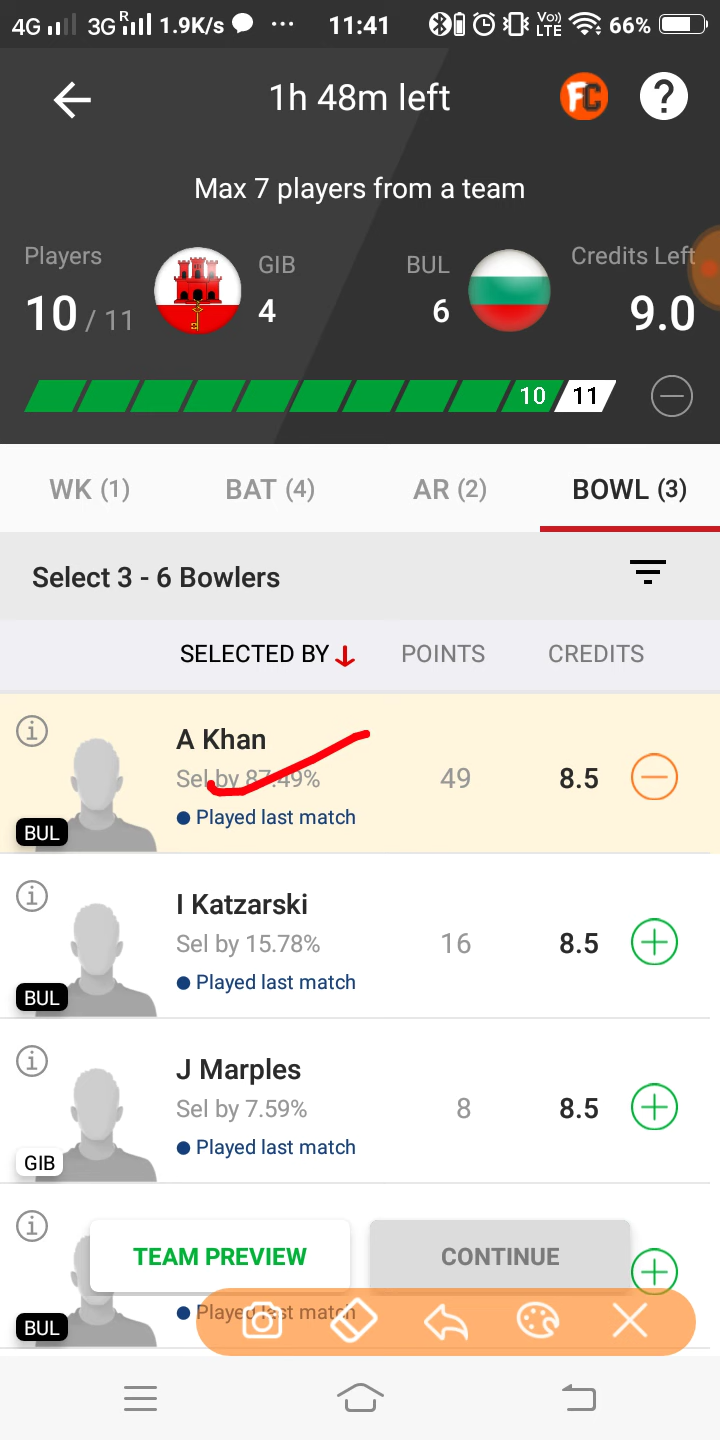 4G 3G R 1.9K/s ... 11:41 Vo)) LTE 66%
1h 48m left FC ?
Max 7 players from a team
Players GIB BUL Credits Left
10 / 11 4 6 9.0
10 11
WK (1) BAT (4) AR (2) BOWL (3)
Select 3 - 6 Bowlers
SELECTED BY POINTS CREDITS
A Khan
Sel by 87.49% 49 8.5
Played last match
BUL
I Katzarski
Sel by 15.78% 16 8.5
Played last match
BUL
J Marples
Sel by 7.59% 8 8.5
Played last match
GIB
TEAM PREVIEW CONTINUE
Played last match
BUL